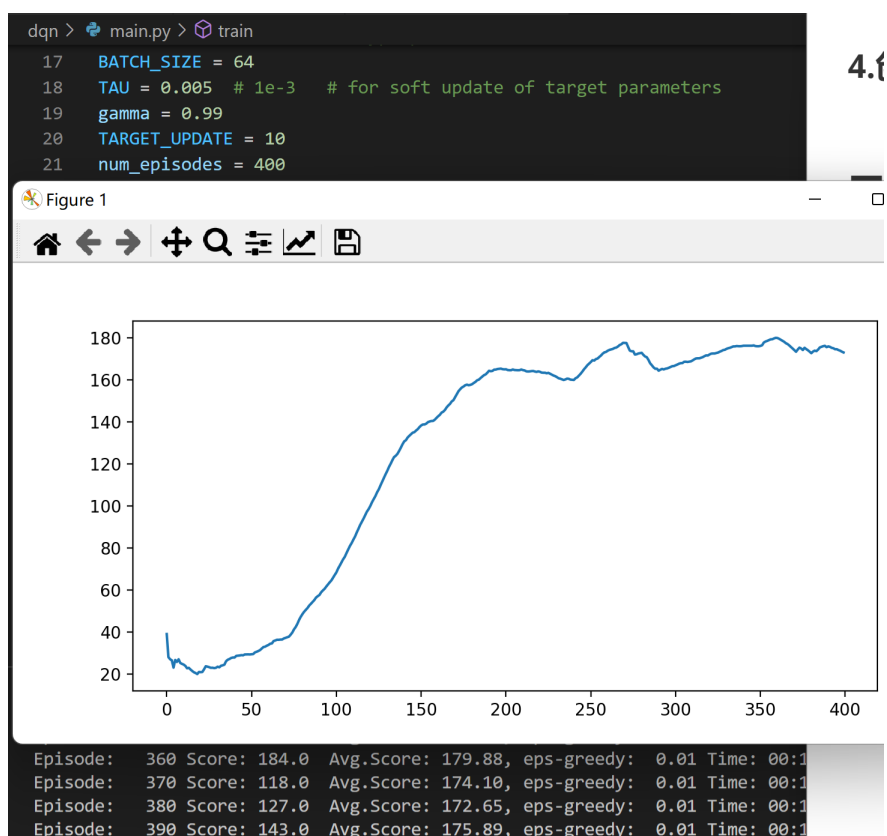 dqn > main.py > train
17 BATCH_SIZE = 64
18 TAU = 0.005 # 1e-3 # for soft update of target parameters
19 gamma = 0.99
20 TARGET_UPDATE = 10
21 num_episodes = 400
4.
Figure 1
180
160
140
120
100
80
60
40
20
0 50 100 150 200 250 300 350 400
Episode: 360 Score: 184.0 Avg.Score: 179.88, eps-greedy: 0.01 Time: 00:1
Episode: 370 Score: 118.0 Avg.Score: 174.10, eps-greedy: 0.01 Time: 00:1
Episode: 380 Score: 127.0 Avg.Score: 172.65, eps-greedy: 0.01 Time: 00:1
Episode: 390 Score: 143.0 Avg.Score: 175.89, eps-greedy: 0.01 Time: 00:1